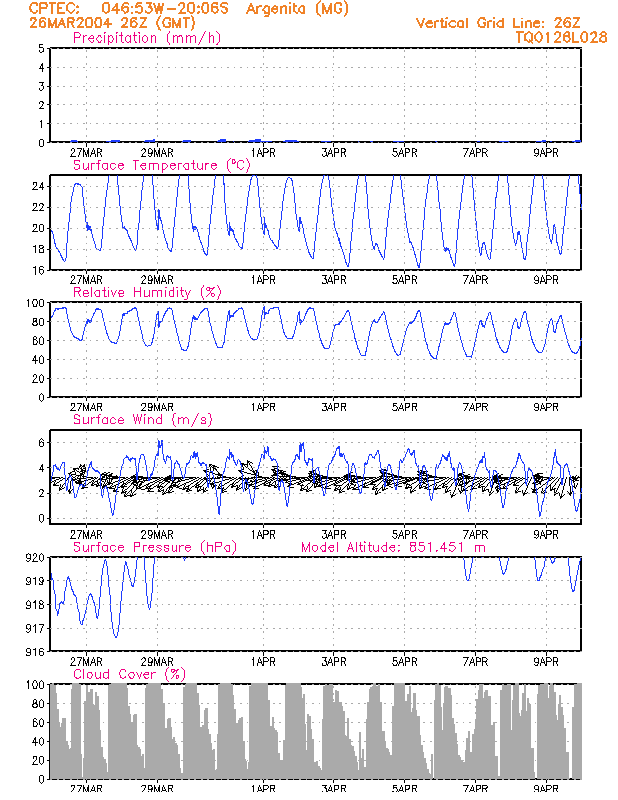 CPTEC: 046:53W-20:06S Argenita (MG)
26MAR2004 26Z (GMT) Vertical Grid Line: 26Z
Precipitation (mm/h) TQ0126L028
5
4
3
2
1
0
27MAR 29MAR 1APR 3APR 5APR 7APR 9APR
Surface Temperature (°C)
24
22
20
18
16
27MAR 29MAR 1APR 3APR 5APR 7APR 9APR
Relative Humidity (%)
100
80
60
40
20
0
27MAR 29MAR 1APR 3APR 5APR 7APR 9APR
Surface Wind (m/s)
6
4
2
0
27MAR 29MAR 1APR 3APR 5APR 7APR 9APR
Surface Pressure (hPa) Model Altitude: 851.451 m
920
919
918
917
916
27MAR 29MAR 1APR 3APR 5APR 7APR 9APR
Cloud Cover (%)
100
80
60
40
20
0
27MAR 29MAR 1APR 3APR 5APR 7APR 9APR